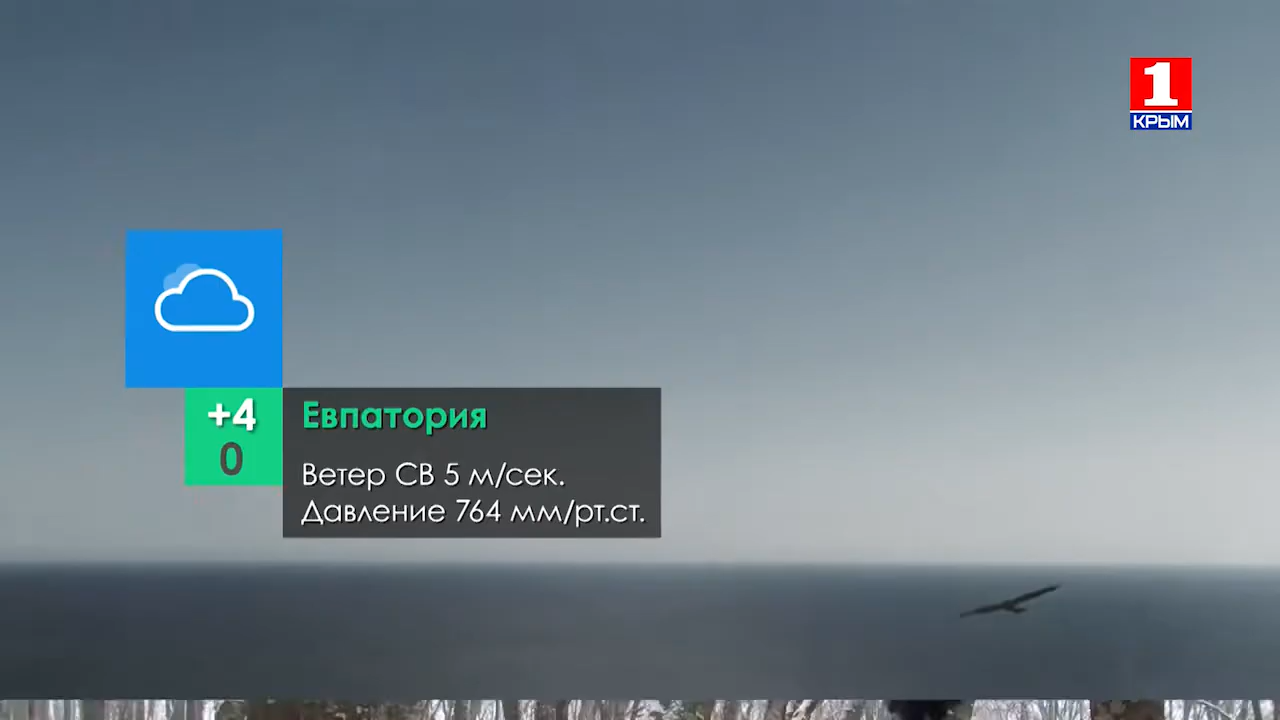 1
КРЫМ
+4
0
Евпатория
Ветер СВ 5 м/сек.
Давление 764 мм/рт.ст.